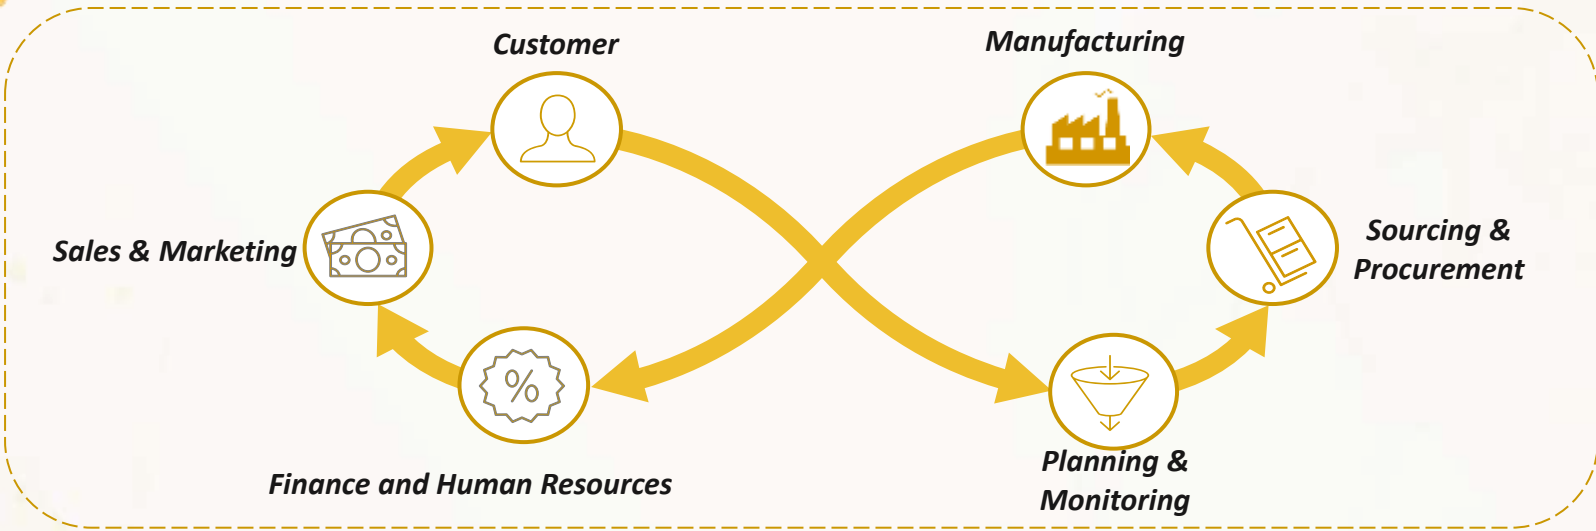 Customer
Manufacturing
Sales & Marketing
Sourcing &
Procurement
%
Finance and Human Resources
Planning &
Monitoring